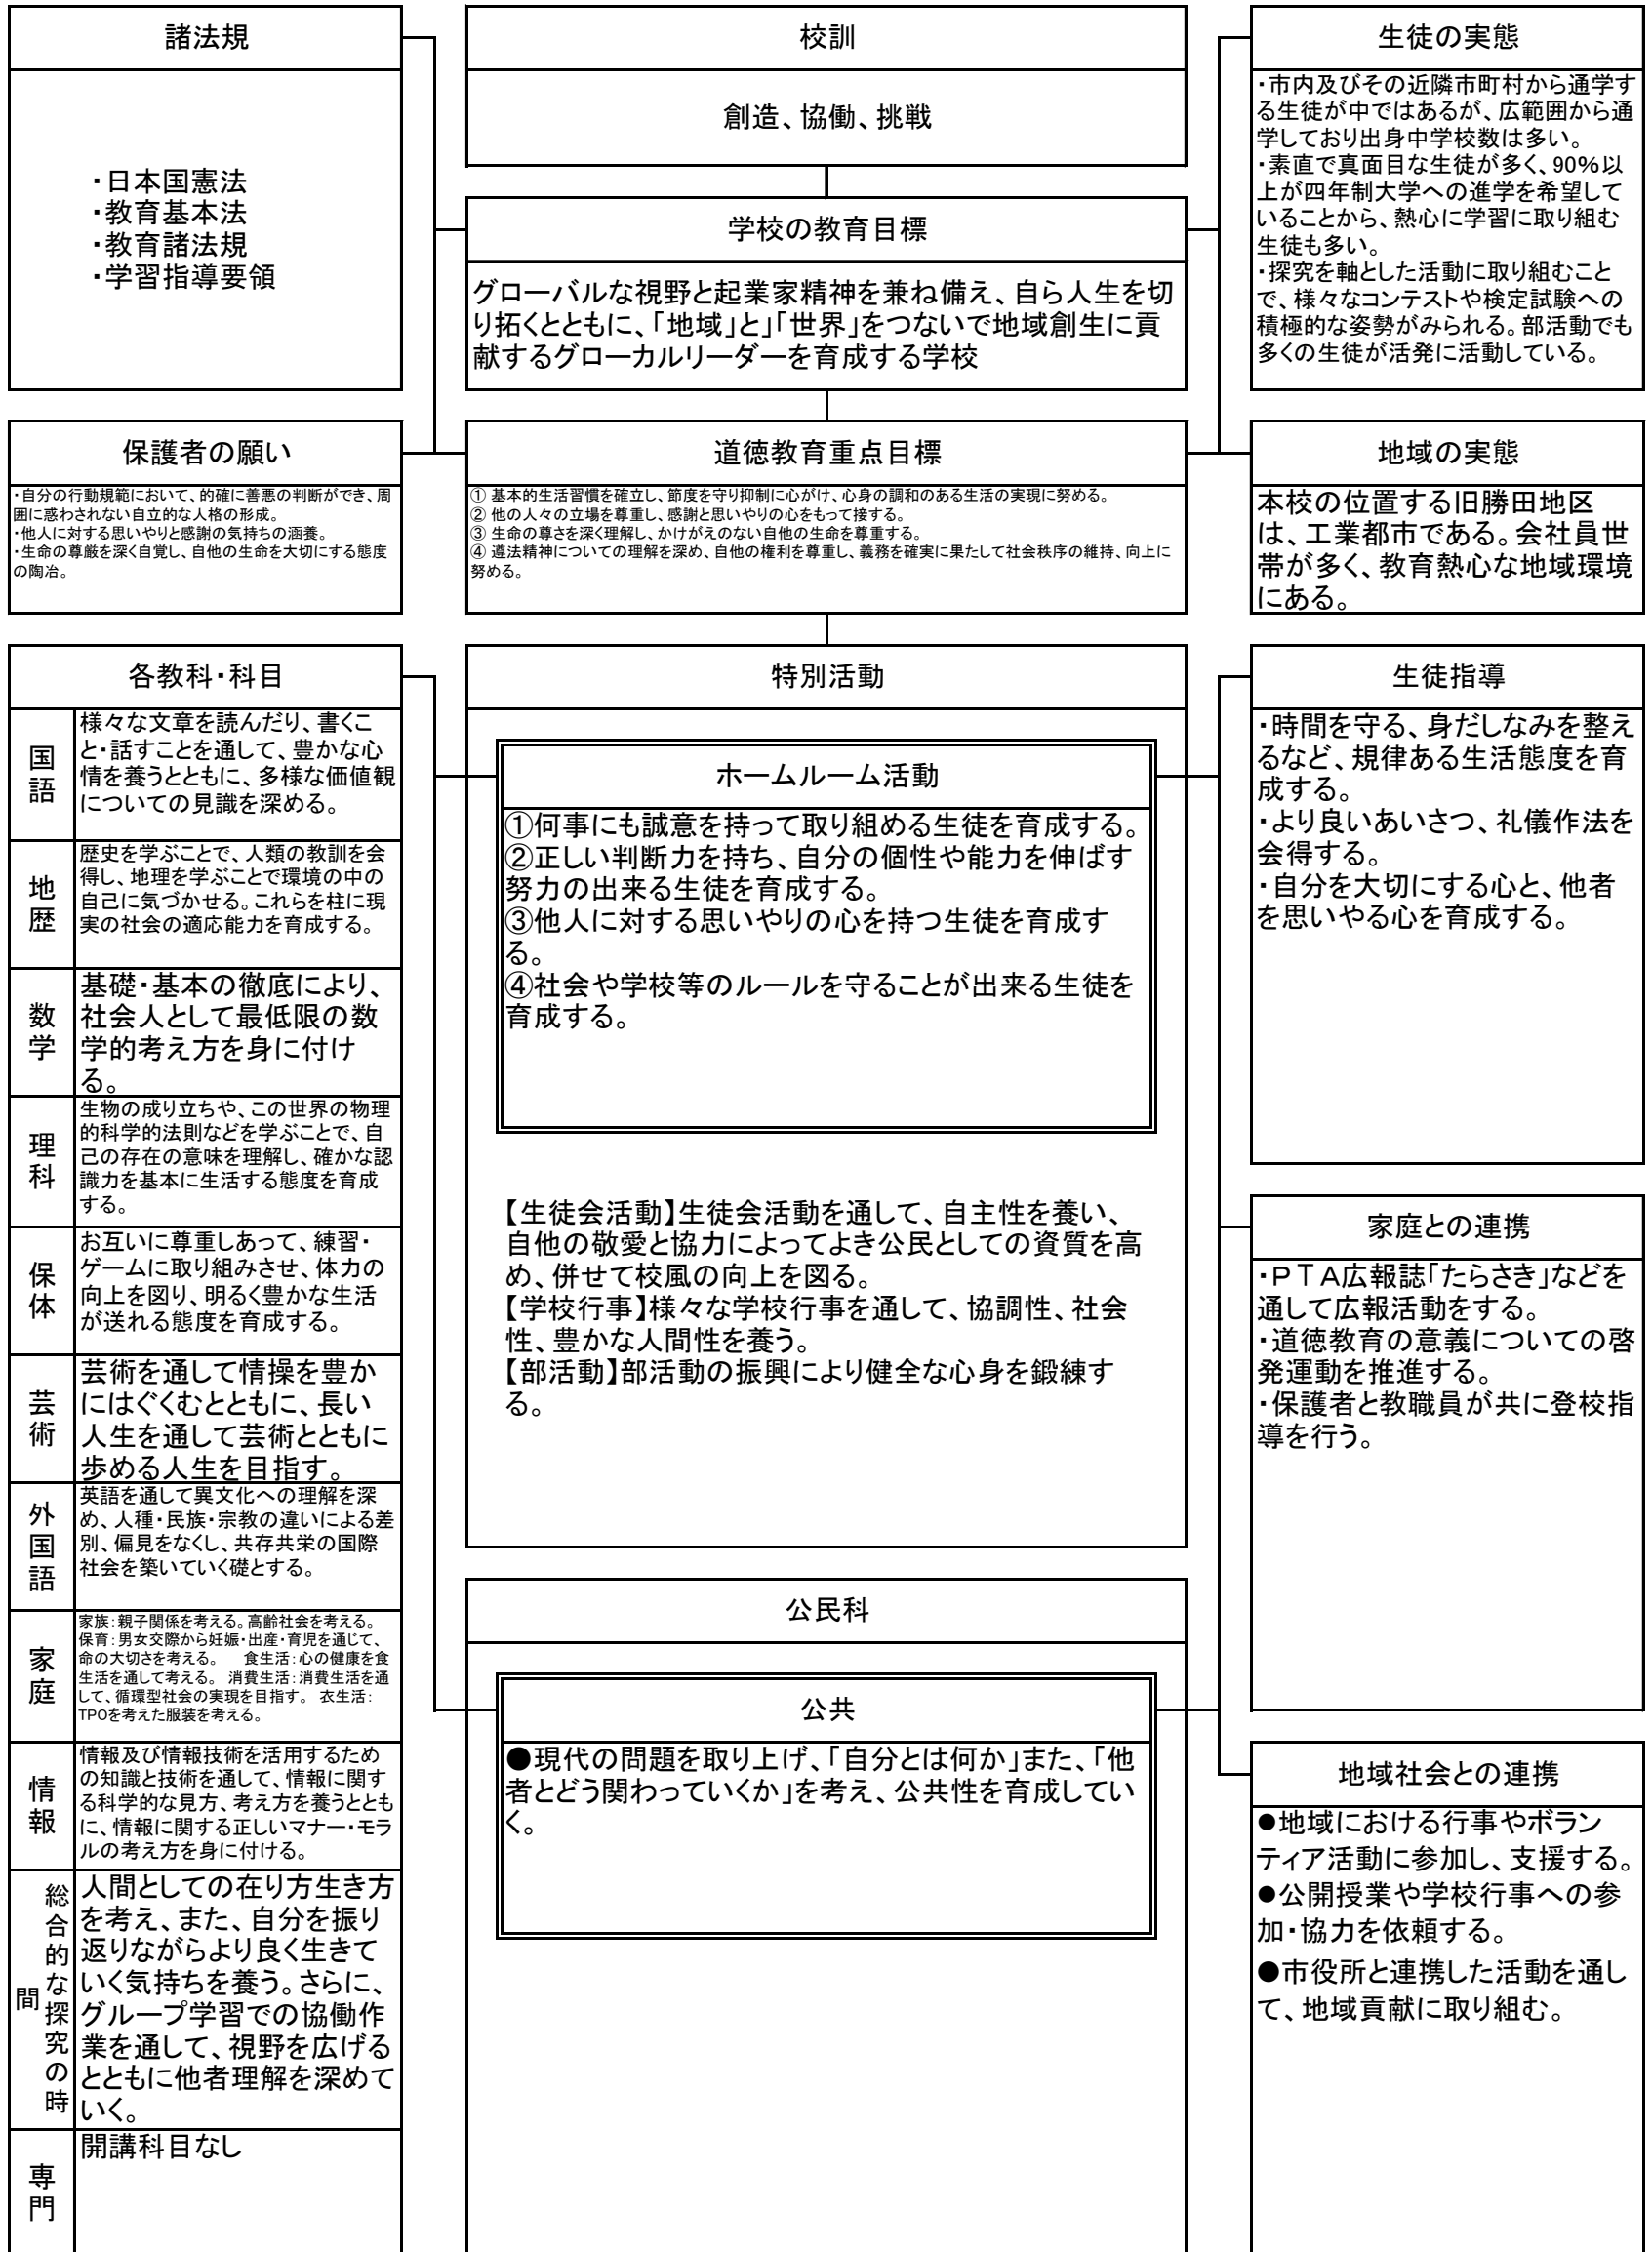 諸法規
・日本国憲法
・教育基本法
・教育諸法規
・学習指導要領
校訓
創造、協働、挑戦
学校の教育目標
グローバルな視野と起業家精神を兼ね備え、自ら人生を切
り拓くとともに、「地域」と」「世界」をつないで地域創生に貢
献するグローカルリーダーを育成する学校
生徒の実態
・市内及びその近隣市町村から通学す
る生徒が中ではあるが、広範囲から通
学しており出身中学校数は多い。
・素直で真面目な生徒が多く、90%以
上が四年制大学への進学を希望して
いることから、熱心に学習に取り組む
生徒も多い。
・探究を軸とした活動に取り組むこと
で、様々なコンテストや検定試験への
積極的な姿勢がみられる。部活動でも
多くの生徒が活発に活動している。
保護者の願い
・自分の行動規範において、的確に善悪の判断ができ、周
囲に惑わされない自立的な人格の形成。
・他人に対する思いやりと感謝の気持ちの涵養。
・生命の尊厳を深く自覚し、自他の生命を大切にする態度
の陶冶。
道徳教育重点目標
① 基本的生活習慣を確立し、節度を守り抑制に心がけ、心身の調和のある生活の実現に努める。
② 他の人々の立場を尊重し、感謝と思いやりの心をもって接する。
③ 生命の尊さを深く理解し、かけがえのない自他の生命を尊重する。
④ 遵法精神についての理解を深め、自他の権利を尊重し、義務を確実に果たして社会秩序の維持、向上に
努める。
地域の実態
本校の位置する旧勝田地区
は、工業都市である。会社員世
帯が多く、教育熱心な地域環境
にある。
各教科・科目
国語
様々な文章を読んだり、書くこ
と・話すことを通して、豊かな心
情を養うとともに、多様な価値観
についての見識を深める。
地歴
歴史を学ぶことで、人類の教訓を会
得し、地理を学ぶことで環境の中の
自己に気づかせる。これらを柱に現
実の社会の適応能力を育成する。
数学
基礎・基本の徹底により、
社会人として最低限の数
学的考え方を身に付け
る。
理科
生物の成り立ちや、この世界の物理
的科学的法則などを学ぶことで、自
己の存在の意味を理解し、確かな認
識力を基本に生活する態度を育成
する。
保体
お互いに尊重しあって、練習・
ゲームに取り組みさせ、体力の
向上を図り、明るく豊かな生活
が送れる態度を育成する。
芸術
芸術を通して情操を豊か
にはぐくむとともに、長い
人生を通して芸術とともに
歩める人生を目指す。
外国語
英語を通して異文化への理解を深
め、人種・民族・宗教の違いによる差
別、偏見をなくし、共存共栄の国際
社会を築いていく礎とする。
家庭
家族：親子関係を考える。高齢社会を考える。
保育：男女交際から妊娠・出産・育児を通じて、
命の大切さを考える。　食生活：心の健康を食
生活を通して考える。 消費生活：消費生活を通
して、循環型社会の実現を目指す。 衣生活：
TPOを考えた服装を考える。
情報
情報及び情報技術を活用するため
の知識と技術を通して、情報に関す
る科学的な見方、考え方を養うととも
に、情報に関する正しいマナー・モラ
ルの考え方を身に付ける。
総合的な探究の時
間
人間としての在り方生き方
を考え、また、自分を振り
返りながらより良く生きて
いく気持ちを養う。さらに、
グループ学習での協働作
業を通して、視野を広げる
とともに他者理解を深めて
いく。
専門
開講科目なし
特別活動
ホームルーム活動
①何事にも誠意を持って取り組める生徒を育成する。
②正しい判断力を持ち、自分の個性や能力を伸ばす
努力の出来る生徒を育成する。
③他人に対する思いやりの心を持つ生徒を育成す
る。
④社会や学校等のルールを守ることが出来る生徒を
育成する。
【生徒会活動】生徒会活動を通して、自主性を養い、
自他の敬愛と協力によってよき公民としての資質を高
め、併せて校風の向上を図る。
【学校行事】様々な学校行事を通して、協調性、社会
性、豊かな人間性を養う。
【部活動】部活動の振興により健全な心身を鍛練す
る。
公民科
公共
●現代の問題を取り上げ、「自分とは何か」また、「他
者とどう関わっていくか」を考え、公共性を育成してい
く。
生徒指導
・時間を守る、身だしなみを整え
るなど、規律ある生活態度を育
成する。
・より良いあいさつ、礼儀作法を
会得する。
・自分を大切にする心と、他者
を思いやる心を育成する。
家庭との連携
・ＰＴＡ広報誌「たらさき」などを
通して広報活動をする。
・道徳教育の意義についての啓
発運動を推進する。
・保護者と教職員が共に登校指
導を行う。
地域社会との連携
●地域における行事やボラン
ティア活動に参加し、支援する。
●公開授業や学校行事への参
加・協力を依頼する。
●市役所と連携した活動を通し
て、地域貢献に取り組む。